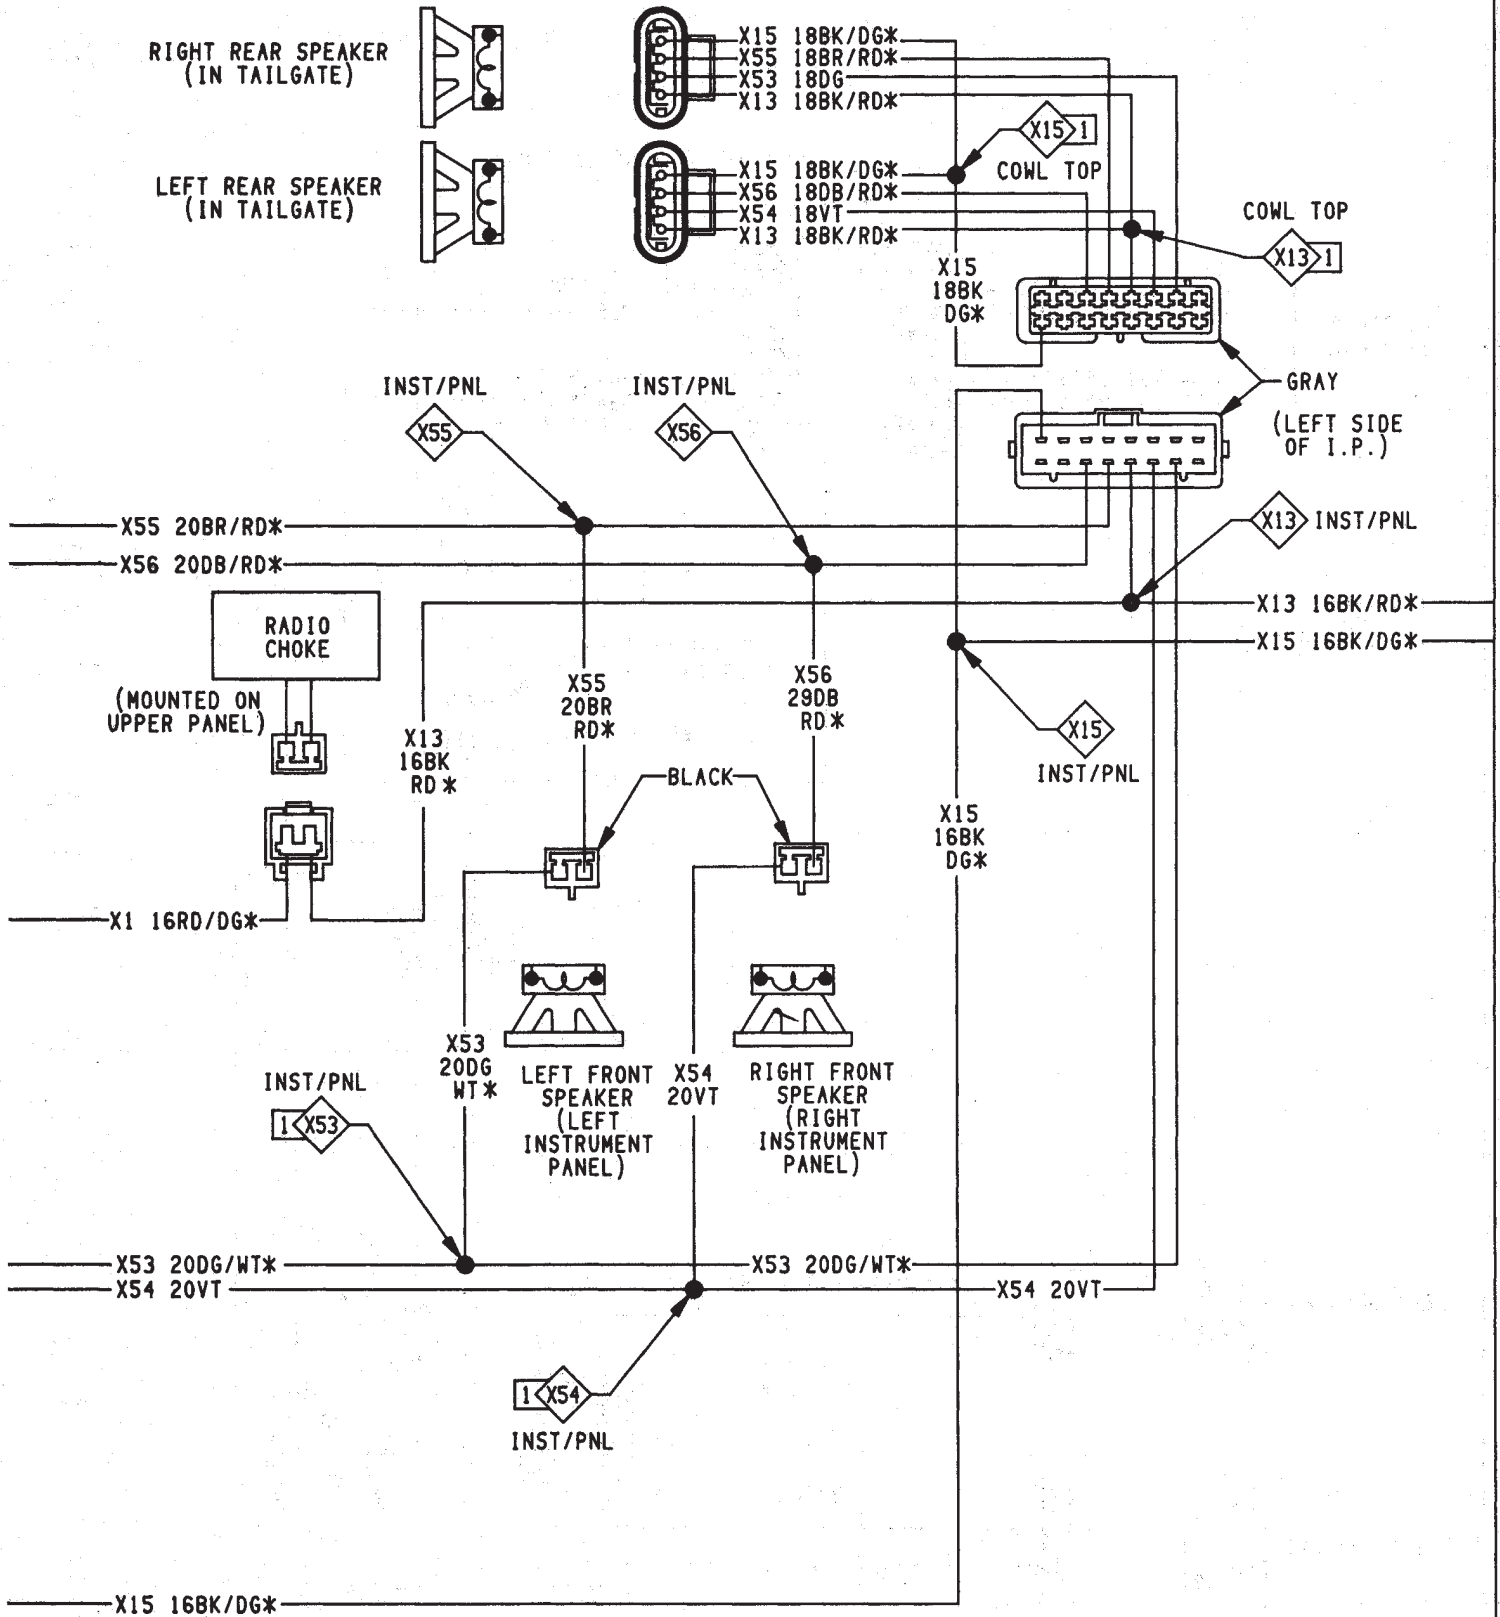 RIGHT REAR SPEAKER
(IN TAILGATE)
X15 18BK/DG*
X55 18BR/RD*
X53 18DG
X13 18BK/RD*
X15 1
COWL TOP
LEFT REAR SPEAKER
(IN TAILGATE)
X15 18BK/DG*
X56 18DB/RD*
X54 18VT
X13 18BK/RD*
COWL TOP
X13 1
X15
18BK
DG*
INST/PNL
X55
INST/PNL
X56
GRAY
(LEFT SIDE
OF I.P.)
X55 20BR/RD*
X56 20DB/RD*
X13 INST/PNL
X13 16BK/RD*
X15 16BK/DG*
RADIO
CHOKE
(MOUNTED ON
UPPER PANEL)
X13
16BK
RD*
X55
20BR
RD*
X56
29DB
RD*
X15
INST/PNL
BLACK
X15
16BK
DG*
X1 16RD/DG*
X53
20DG
WT*
LEFT FRONT
SPEAKER
(LEFT
INSTRUMENT
PANEL)
X54
20VT
RIGHT FRONT
SPEAKER
(RIGHT
INSTRUMENT
PANEL)
INST/PNL
1 X53
X53 20DG/WT*
X53 20DG/WT*
X54 20VT
X54 20VT
1 X54
INST/PNL
X15 16BK/DG*